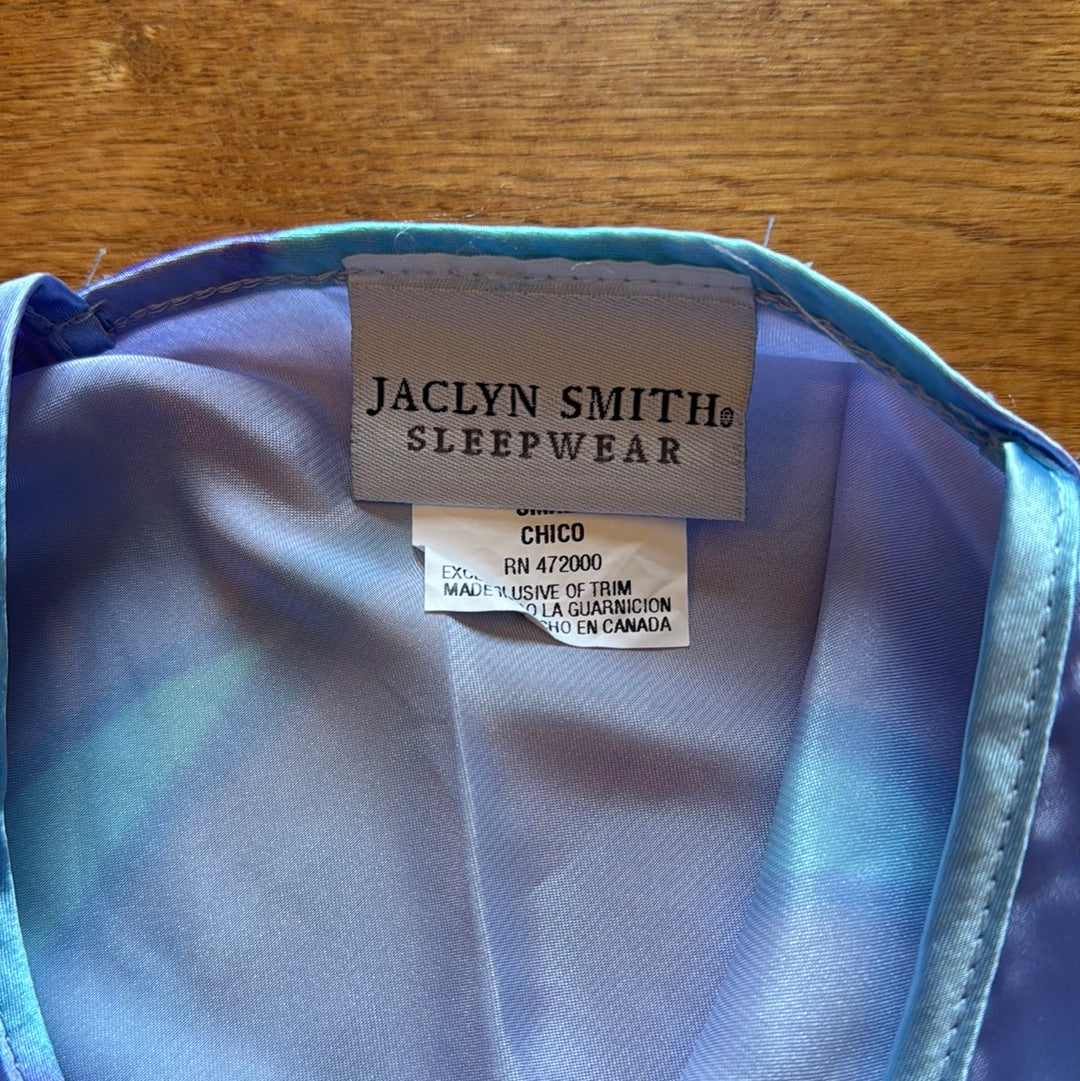 JACLYN SMITH®
SLEEPWEAR
CHICO
RN 472000
EXCLUSIVE OF TRIM
LA GUARNICION
MADE
EN CANADA